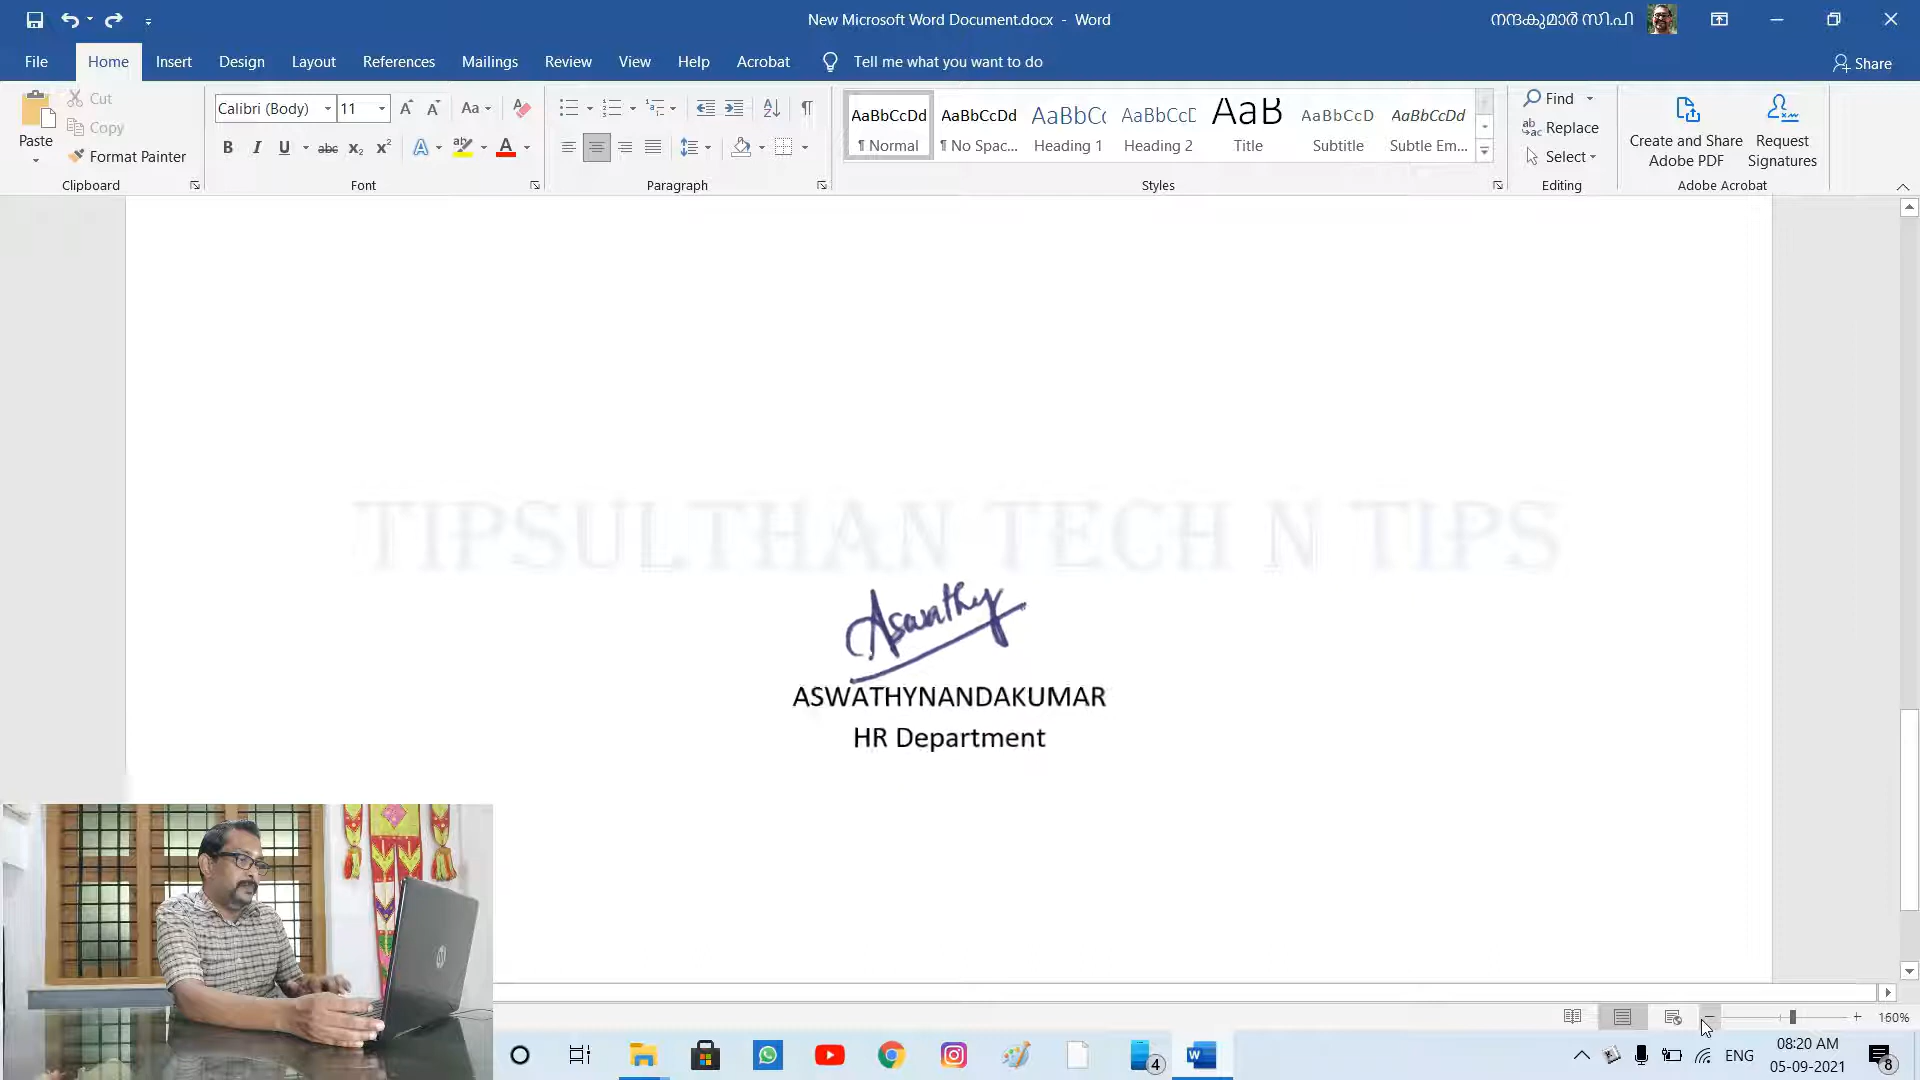 New Microsoft Word Document.docx - Word
നന്ദകുമാർ സി.പി
File Home Insert Design Layout References Mailings Review View Help Acrobat Tell me what you want to do Share
Paste
Cut
Copy
Format Painter
Clipboard
Calibri (Body) 11
Font
Paragraph
AaBbCcDd AaBbCcDd AaBbCc AaBbCcD AaB AaBbCcD AaBbCcDd
¶ Normal ¶ No Spac... Heading 1 Heading 2 Title Subtitle Subtle Em...
Styles
Find
Replace
Select
Editing
Create and Share Adobe PDF
Request Signatures
Adobe Acrobat
TIPSULTHAN TECH N TIPS
Aswathy
ASWATHYNANDAKUMAR
HR Department
160%
4
ENG
08:20 AM
05-09-2021
8